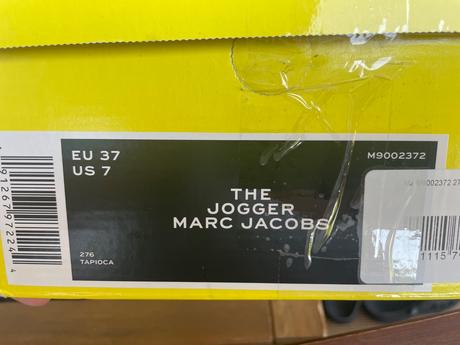 EU 37
US 7
M9002372
THE
JOGGER
MARC JACOBS
276
TAPIOCA